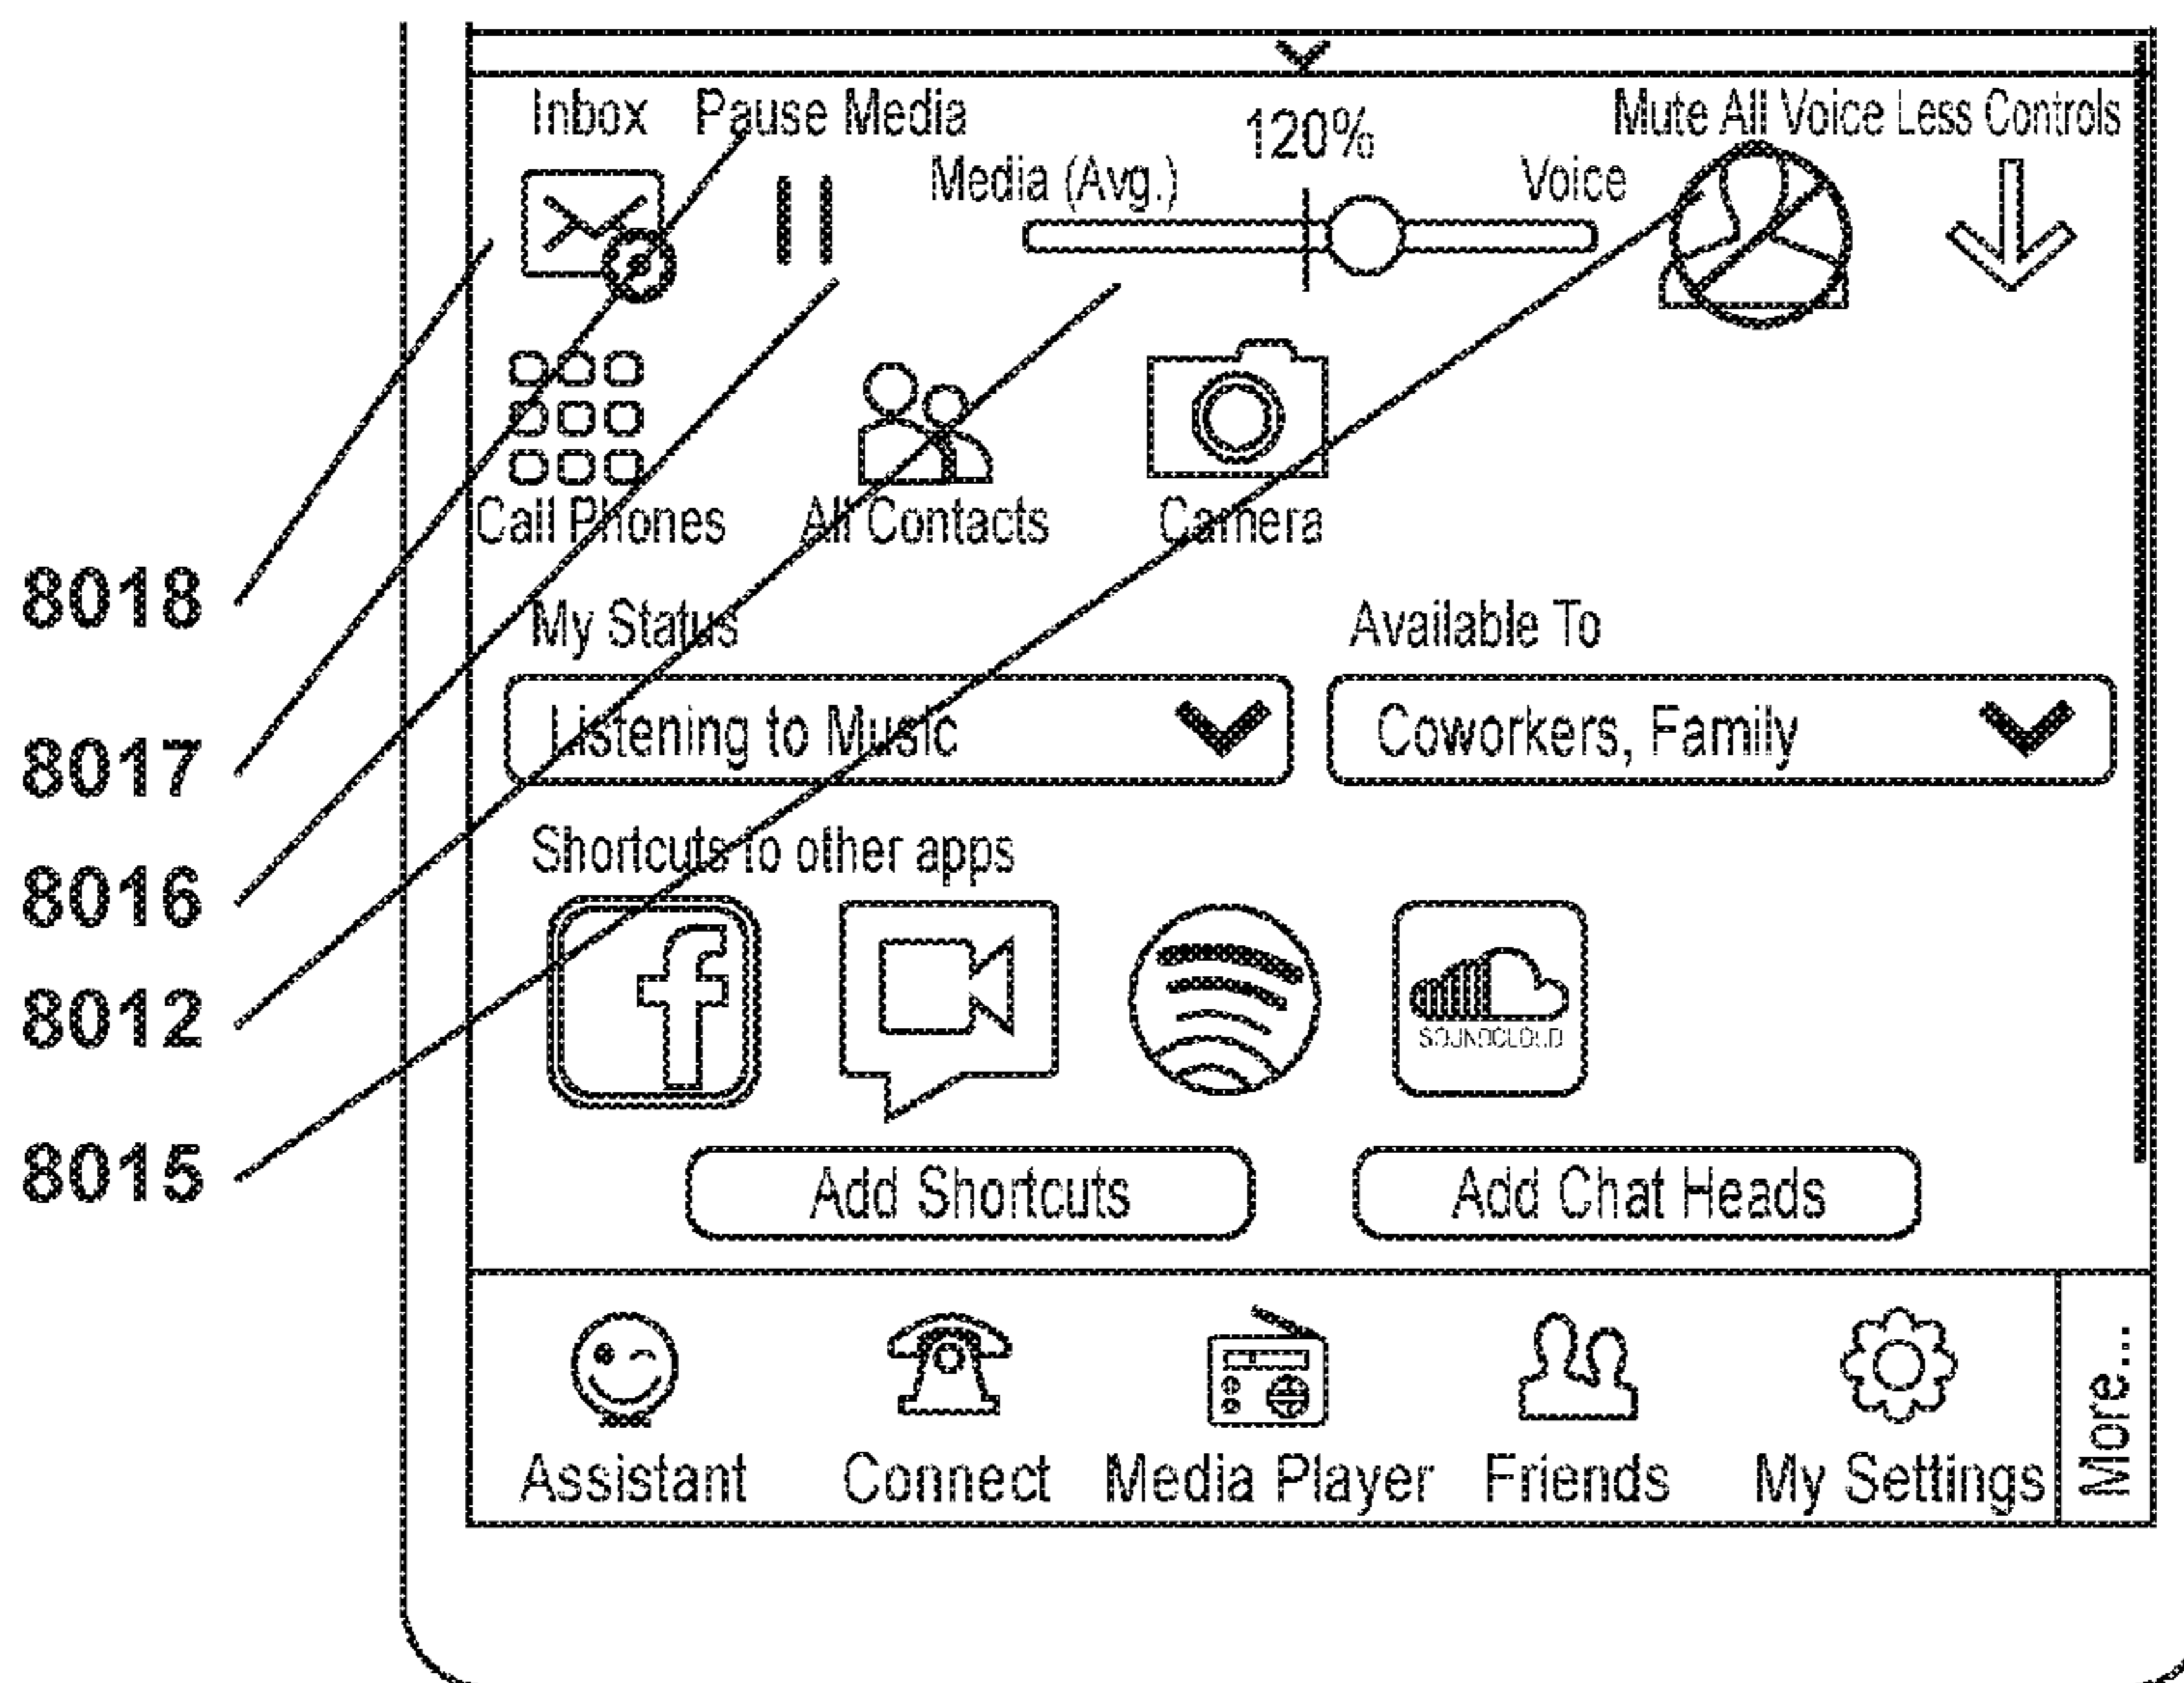 Inbox Pause Media 120% Mute All Voice Less Controls
Media (Avg.) Voice
Call Phones All Contacts Camera
8018
My Status Available To
8017
Listening to Music Coworkers, Family
Shortcuts to other apps
8016
8012
SOUNDCLOUD
8015
Add Shortcuts Add Chat Heads
Assistant Connect Media Player Friends My Settings
More...